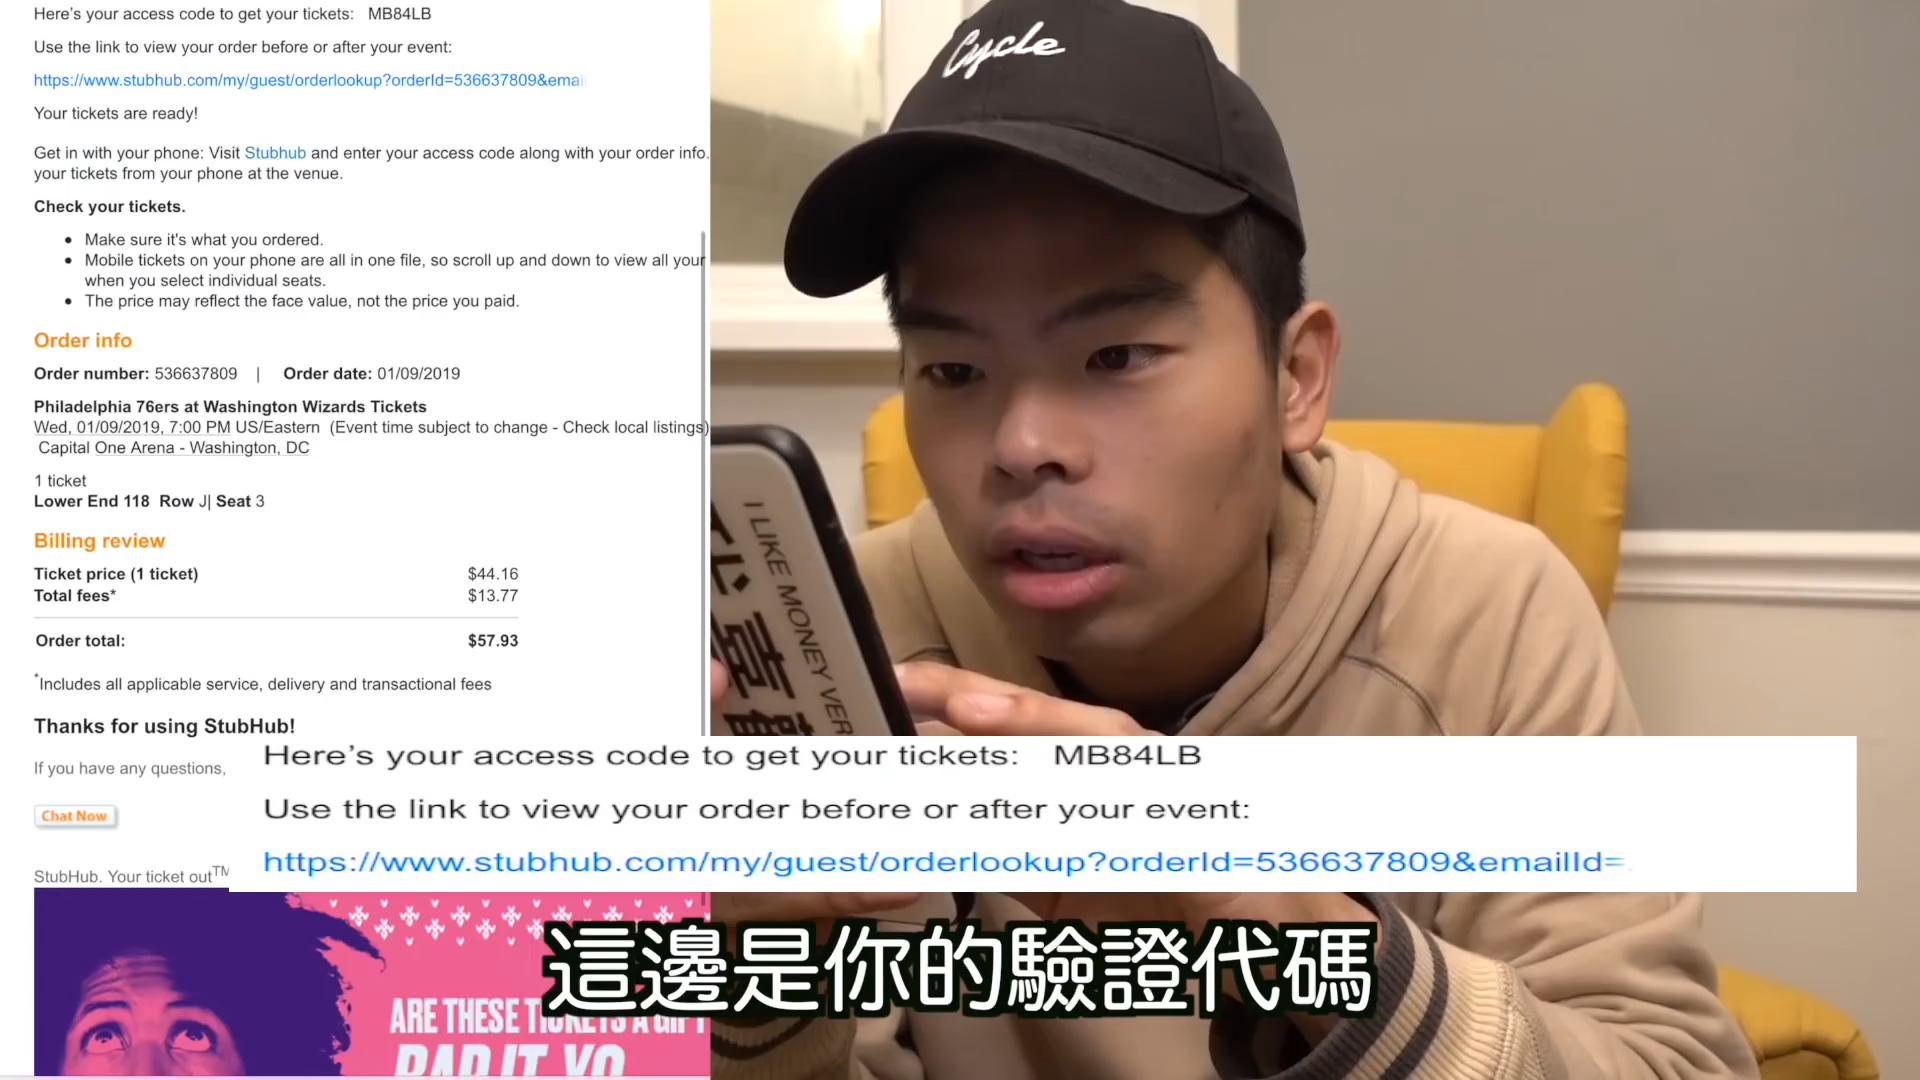 Here's your access code to get your tickets: MB84LB
Use the link to view your order before or after your event:
https://www.stubhub.com/my/guest/orderlookup?orderId=536637809&emai
Your tickets are ready!
Get in with your phone: Visit Stubhub and enter your access code along with your order info.
your tickets from your phone at the venue.
Check your tickets.
• Make sure it's what you ordered.
• Mobile tickets on your phone are all in one file, so scroll up and down to view all your
when you select individual seats.
• The price may reflect the face value, not the price you paid.
Order info
Order number: 536637809 | Order date: 01/09/2019
Philadelphia 76ers at Washington Wizards Tickets
Wed, 01/09/2019, 7:00 PM US/Eastern (Event time subject to change - Check local listings)
Capital One Arena - Washington, DC
1 ticket
Lower End 118 Row J| Seat 3
Billing review
Ticket price (1 ticket) $44.16
Total fees* $13.77
Order total: $57.93
*Includes all applicable service, delivery and transactional fees
Thanks for using StubHub!
If you have any questions,
Chat Now
StubHub. Your ticket out™
ARE THESE TICKETS A GIFT
RAP IT, YO
Cycle
I LIKE MONEY VER
Here's your access code to get your tickets: MB84LB
Use the link to view your order before or after your event:
https://www.stubhub.com/my/guest/orderlookup?orderId=536637809&emailId=
這邊是你的驗證代碼